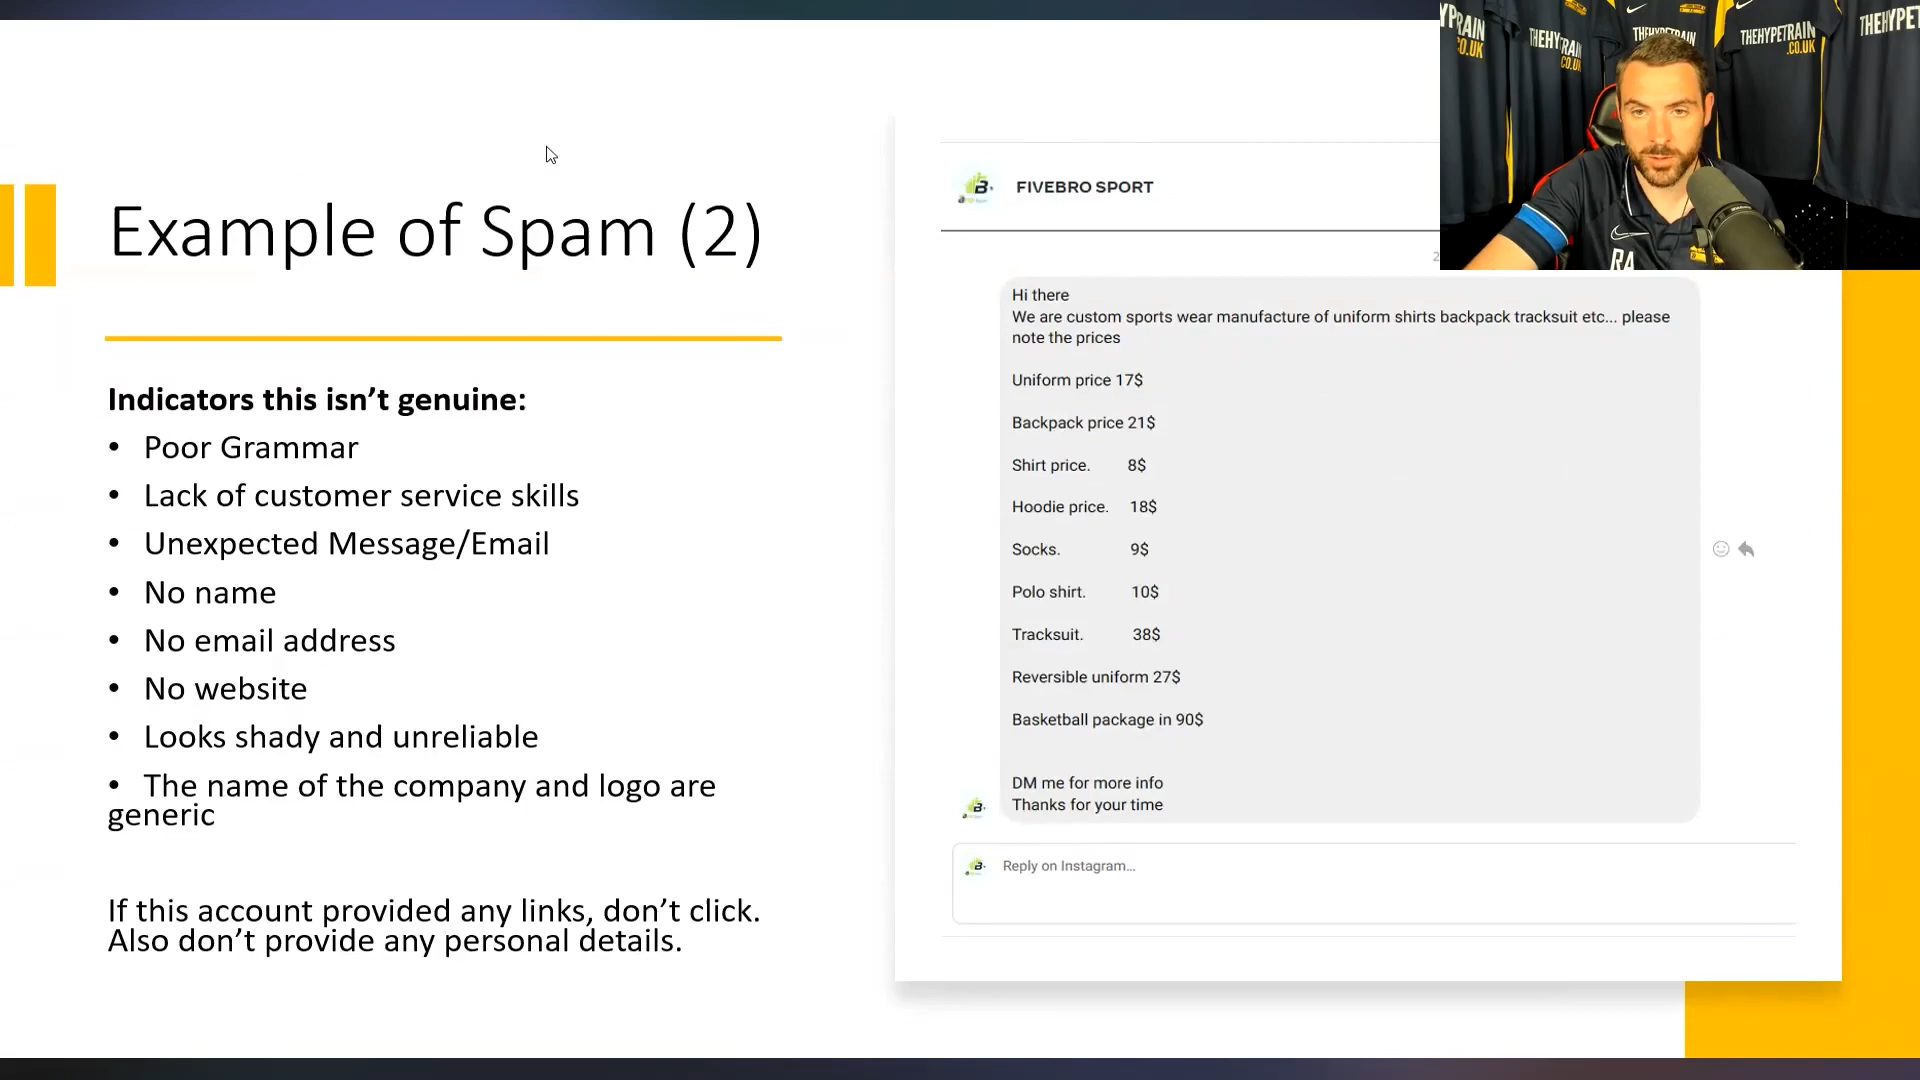 Example of Spam (2)
Indicators this isn’t genuine:
• Poor Grammar
• Lack of customer service skills
• Unexpected Message/Email
• No name
• No email address
• No website
• Looks shady and unreliable
• The name of the company and logo are
generic
If this account provided any links, don’t click.
Also don’t provide any personal details.
FIVEBRO SPORT
Hi there
We are custom sports wear manufacture of uniform shirts backpack tracksuit etc... please
note the prices
Uniform price 17$
Backpack price 21$
Shirt price. 8$
Hoodie price. 18$
Socks. 9$
Polo shirt. 10$
Tracksuit. 38$
Reversible uniform 27$
Basketball package in 90$
DM me for more info
Thanks for your time
B
Reply on Instagram...
THEHYPETRAIN
.CO.UK
RA